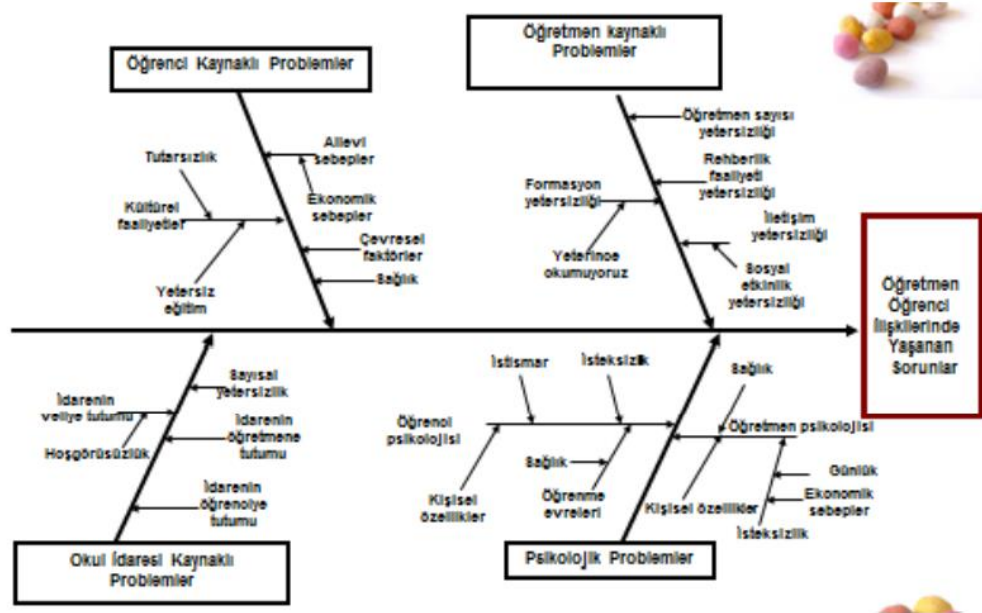 Öğrenci Kaynaklı Problemler
Öğretmen kaynaklı
Problemler
Ailevi
sebepler
Tutarsızlık
Ekonomik
sebepler
Kültürel
faaliyetler
Çevresel
faktörler
Sağlık
Yetersiz
eğitim
Öğretmen sayısı
yetersizliği
Rehberlik
faaliyeti
yetersizliği
Formasyon
yetersizliği
İletişim
yetersizliği
Yeterince
okumuyoruz
Sosyal
etkinlik
yetersizliği
Öğretmen
Öğrenci
İlişkilerinde
Yaşanan
Sorunlar
Sayısal
yetersizlik
İdarenin
veliye tutumu
İdarenin
öğretmene
tutumu
Hoşgörüsüzlük
İdarenin
öğrenciye
tutumu
Okul İdaresi Kaynaklı
Problemler
İstismar
İsteksizlik
Sağlık
Öğrenci
psikolojisi
Öğretmen psikolojisi
Sağlık
Kişisel
özellikler
Öğrenme
evreleri
Kişisel özellikler
Günlük
Ekonomik
sebepler
İsteksizlik
Psikolojik Problemler